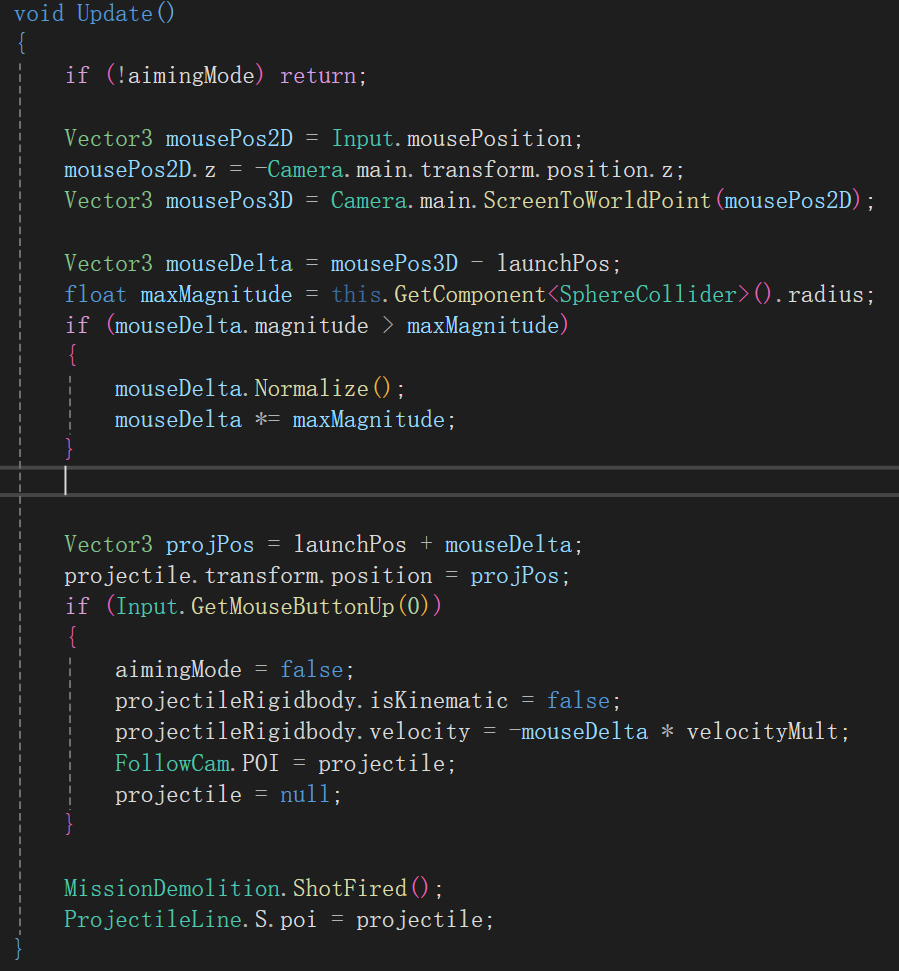 void Update()
{
if (!aimingMode) return;
Vector3 mousePos2D = Input.mousePosition;
mousePos2D.z = -Camera.main.transform.position.z;
Vector3 mousePos3D = Camera.main.ScreenToWorldPoint(mousePos2D);
Vector3 mouseDelta = mousePos3D - launchPos;
float maxMagnitude = this.GetComponent<SphereCollider>().radius;
if (mouseDelta.magnitude > maxMagnitude)
{
mouseDelta.Normalize();
mouseDelta *= maxMagnitude;
}
Vector3 projPos = launchPos + mouseDelta;
projectile.transform.position = projPos;
if (Input.GetMouseButtonUp(0))
{
aimingMode = false;
projectileRigidbody.isKinematic = false;
projectileRigidbody.velocity = -mouseDelta * velocityMult;
FollowCam.POI = projectile;
projectile = null;
}
MissionDemolition.ShotFired();
ProjectileLine.S.poi = projectile;
}